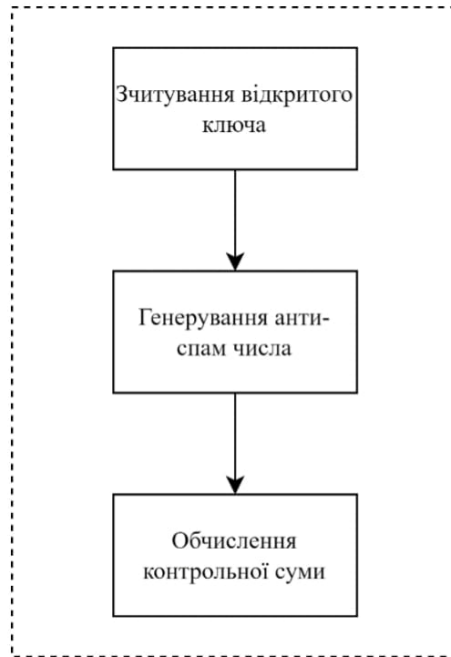 Зчитування відкритого
ключа
Генерування анти-
спам числа
Обчислення
контрольної суми